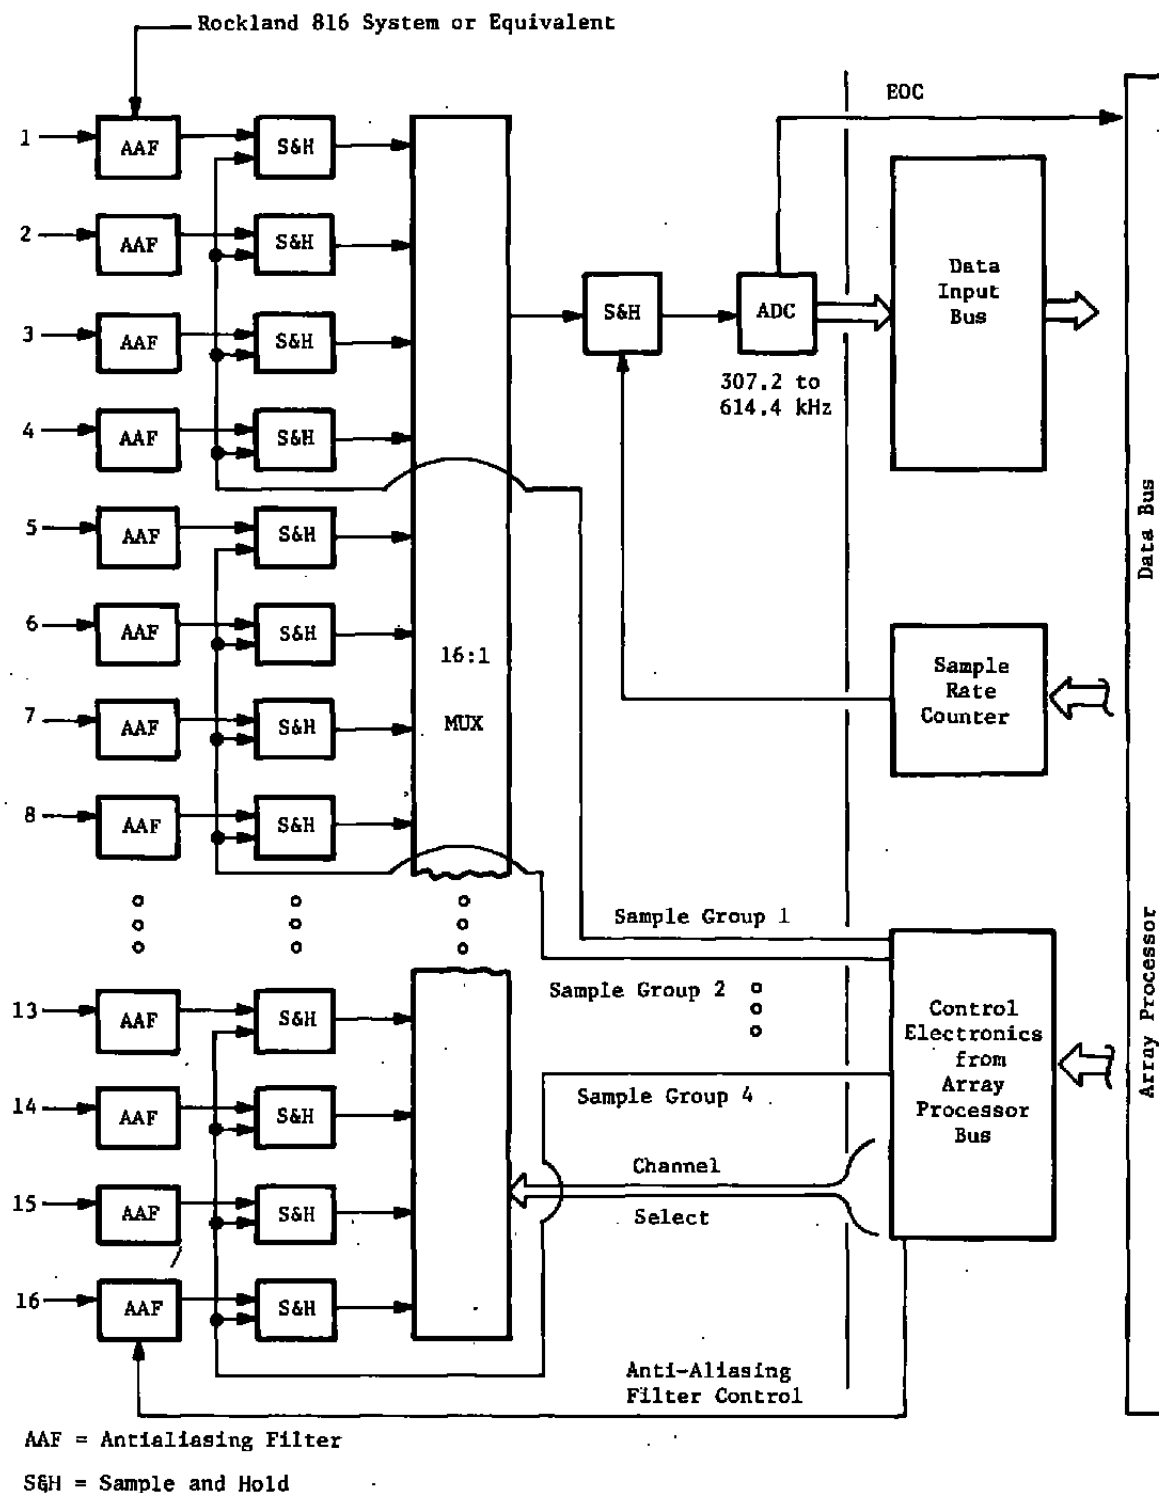 Rockland 816 System or Equivalent
EOC
1
AAF
S&H
2
AAF
S&H
3
AAF
S&H
4
AAF
S&H
5
AAF
S&H
6
AAF
S&H
7
AAF
S&H
8
AAF
S&H
16:1
MUX
S&H
ADC
307.2 to
614.4 kHz
Data
Input
Bus
Sample
Rate
Counter
Data Bus
Array Processor
Sample Group 1
Sample Group 2
Sample Group 4
13
AAF
S&H
14
AAF
S&H
15
AAF
S&H
16
AAF
S&H
Control
Electronics
from
Array
Processor
Bus
Channel
Select
Anti-Aliasing
Filter Control
AAF = Antialiasing Filter
S&H = Sample and Hold